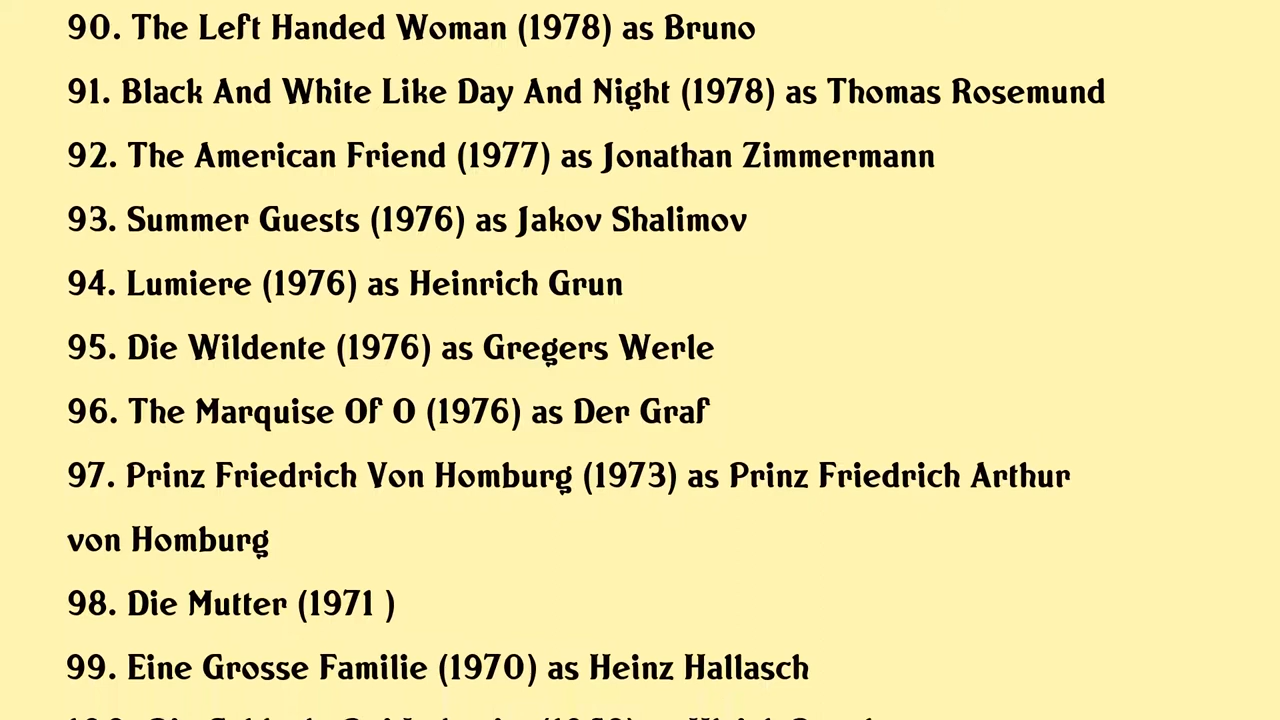 90. The Left Handed Woman (1978) as Bruno
91. Black And White Like Day And Night (1978) as Thomas Rosemund
92. The American Friend (1977) as Jonathan Zimmermann
93. Summer Guests (1976) as Jakov Shalimov
94. Lumiere (1976) as Heinrich Grun
95. Die Wildente (1976) as Gregers Werle
96. The Marquise Of O (1976) as Der Graf
97. Prinz Friedrich Von Homburg (1973) as Prinz Friedrich Arthur
von Homburg
98. Die Mutter (1971 )
99. Eine Grosse Familie (1970) as Heinz Hallasch